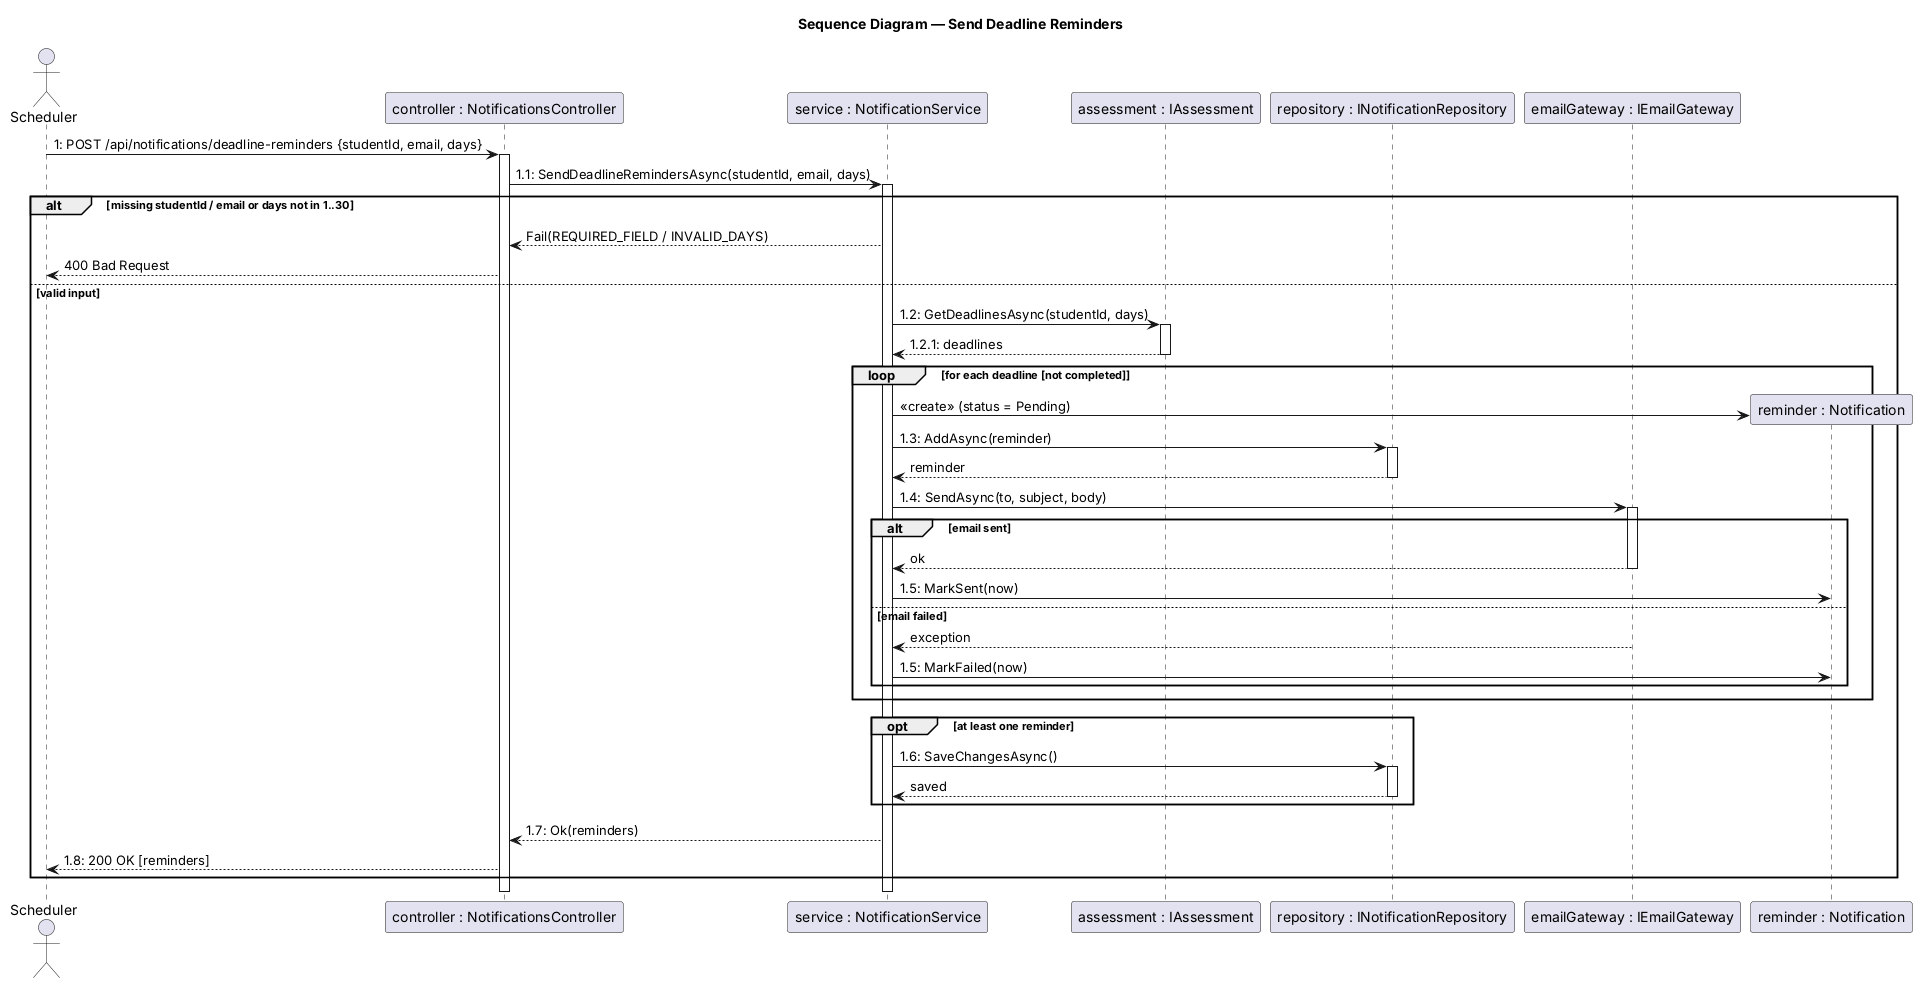 Sequence Diagram — Send Deadline Reminders
Scheduler
controller : NotificationsController
service : NotificationService
assessment : IAssessment
repository : INotificationRepository
emailGateway : IEmailGateway
1: POST /api/notifications/deadline-reminders {studentId, email, days}
1.1: SendDeadlineRemindersAsync(studentId, email, days)
alt [missing studentId / email or days not in 1..30]
Fail(REQUIRED_FIELD / INVALID_DAYS)
400 Bad Request
[valid input]
1.2: GetDeadlinesAsync(studentId, days)
1.2.1: deadlines
loop [for each deadline [not completed]]
«create» (status = Pending)
reminder : Notification
1.3: AddAsync(reminder)
reminder
1.4: SendAsync(to, subject, body)
alt [email sent]
ok
1.5: MarkSent(now)
[email failed]
exception
1.5: MarkFailed(now)
opt [at least one reminder]
1.6: SaveChangesAsync()
saved
1.7: Ok(reminders)
1.8: 200 OK [reminders]
Scheduler
controller : NotificationsController
service : NotificationService
assessment : IAssessment
repository : INotificationRepository
emailGateway : IEmailGateway
reminder : Notification